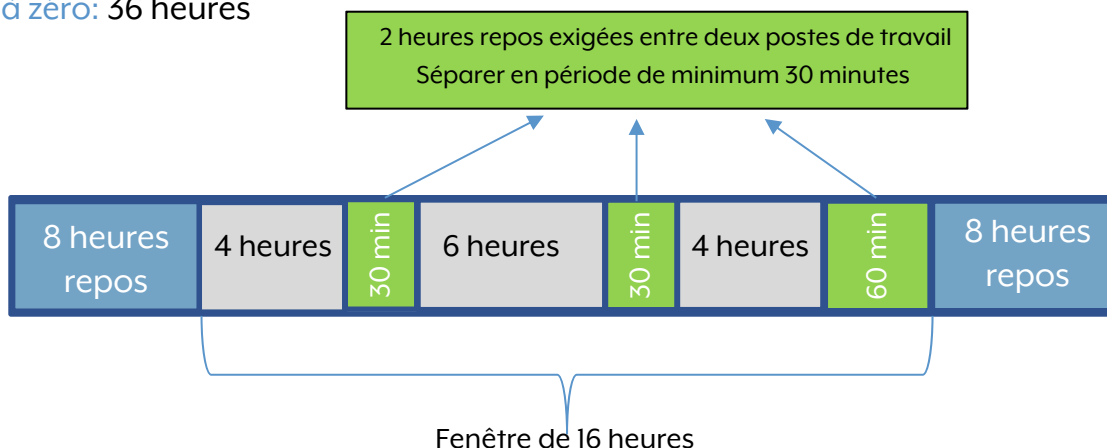 à zéro: 36 heures
2 heures repos exigées entre deux postes de travail
Séparer en période de minimum 30 minutes
8 heures
repos
4 heures
30 min
6 heures
30 min
4 heures
60 min
8 heures
repos
Fenêtre de 16 heures